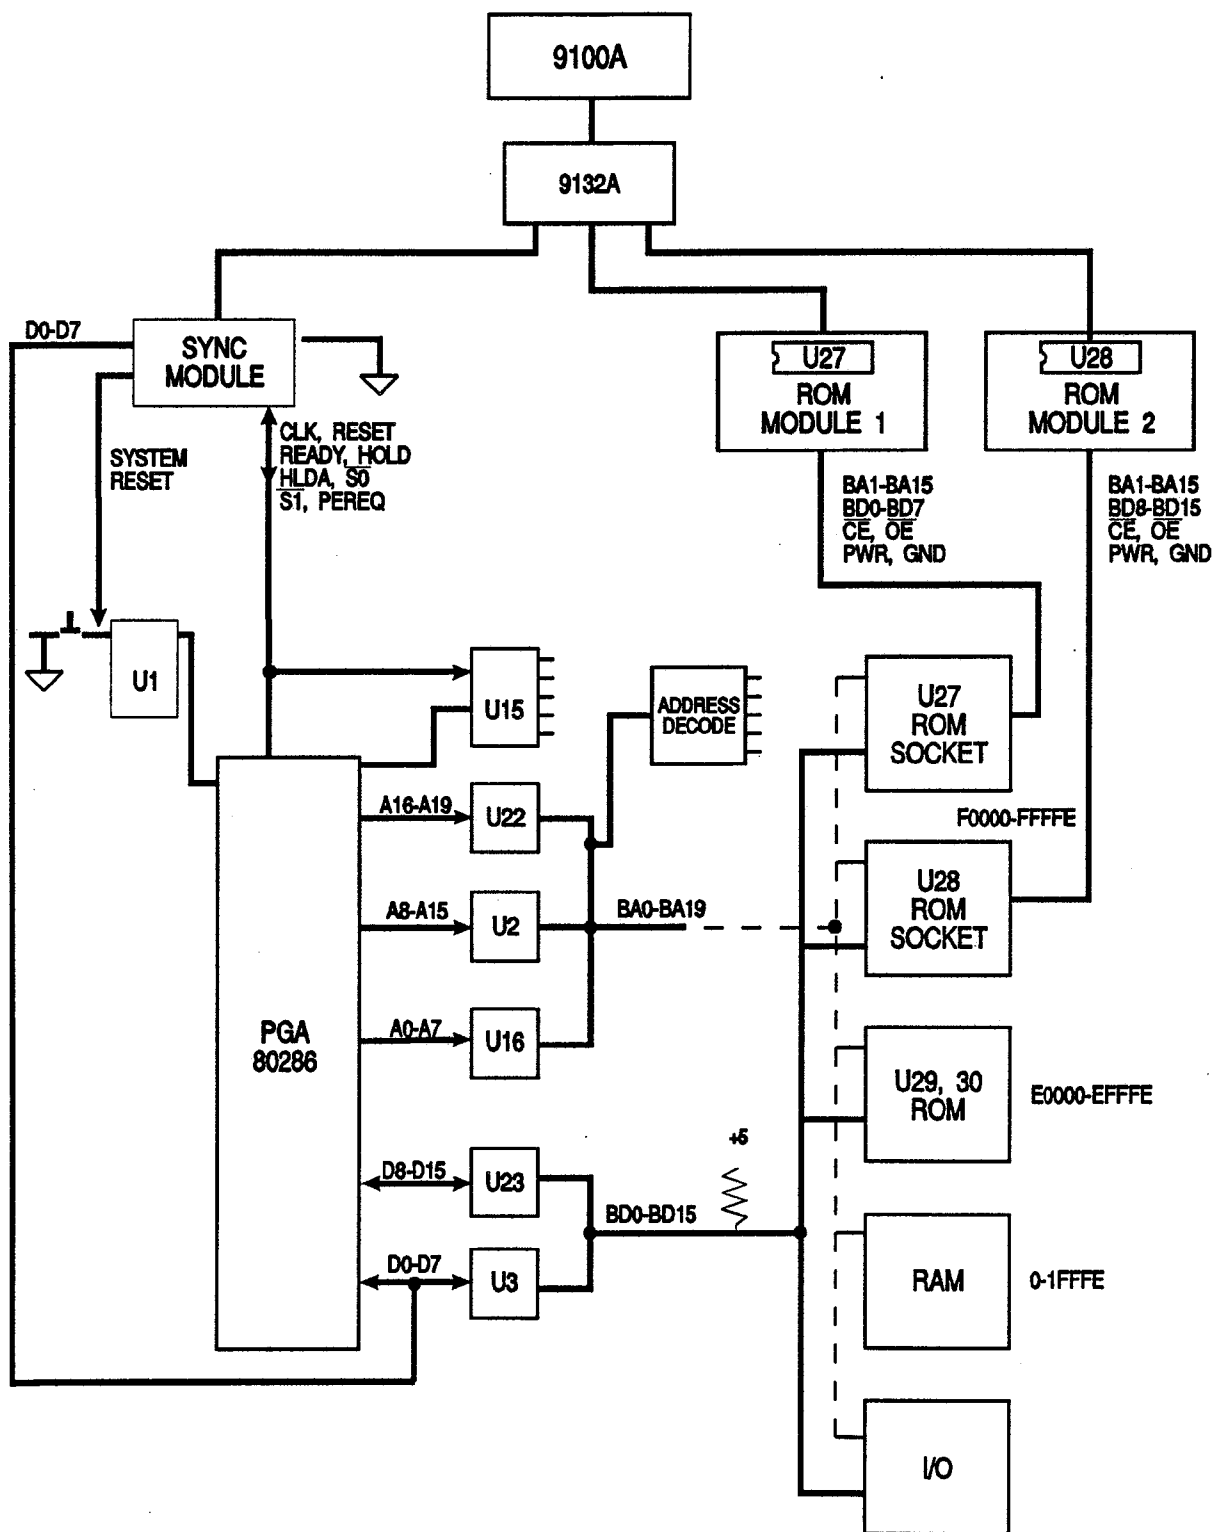 9100A
9132A
D0-D7
SYNC
MODULE
U27
ROM
MODULE 1
U28
ROM
MODULE 2
SYSTEM
RESET
CLK, RESET
READY, HOLD
HLDA, S0
S1, PEREQ
BA1-BA15
BD0-BD7
CE, OE
PWR, GND
BA1-BA15
BD8-BD15
CE, OE
PWR, GND
U1
U15
ADDRESS
DECODE
U27
ROM
SOCKET
A16-A19
U22
F0000-FFFFE
A8-A15
U2
BA0-BA19
U28
ROM
SOCKET
PGA
80286
A0-A7
U16
U29, 30
ROM
E0000-EFFFE
+5
D8-D15
U23
BD0-BD15
D0-D7
U3
RAM
0-1FFFE
I/O